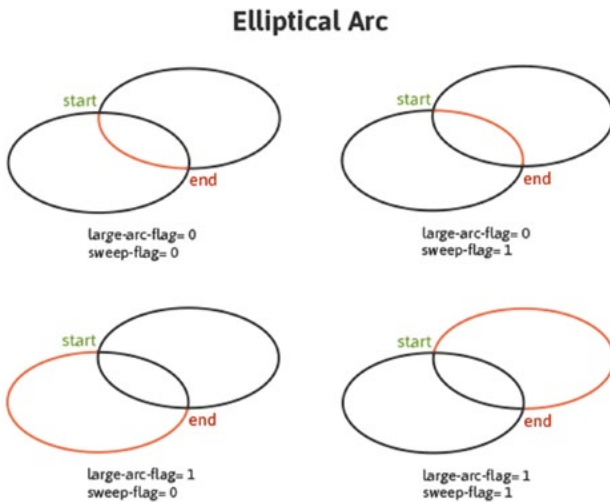 Elliptical Arc
start
end
large-arc-flag= 0
sweep-flag= 0
start
end
large-arc-flag= 0
sweep-flag= 1
start
end
large-arc-flag= 1
sweep-flag= 0
start
end
large-arc-flag= 1
sweep-flag= 1